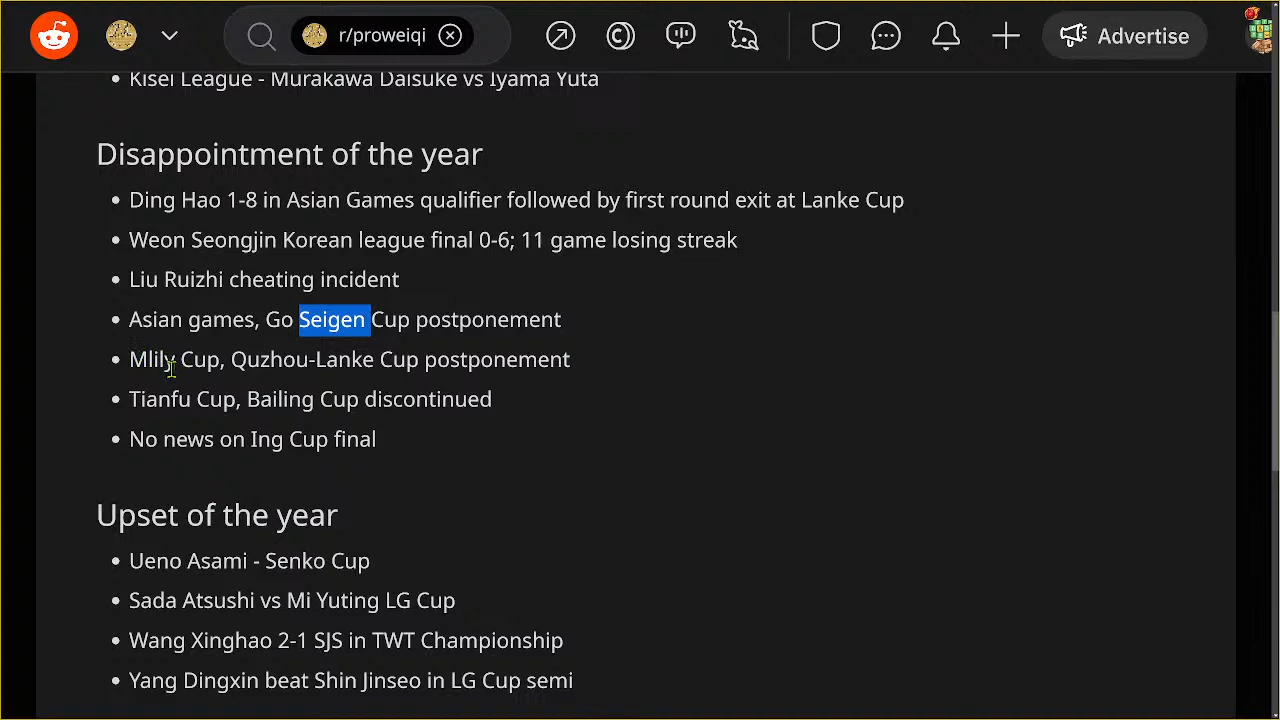 r/proweiqi
Advertise
Kisei League - Murakawa Daisuke vs Iyama Yuta
Disappointment of the year
Ding Hao 1-8 in Asian Games qualifier followed by first round exit at Lanke Cup
Weon Seongjin Korean league final 0-6; 11 game losing streak
Liu Ruizhi cheating incident
Asian games, Go Seigen Cup postponement
Mlily Cup, Quzhou-Lanke Cup postponement
Tianfu Cup, Bailing Cup discontinued
No news on Ing Cup final
Upset of the year
Ueno Asami - Senko Cup
Sada Atsushi vs Mi Yuting LG Cup
Wang Xinghao 2-1 SJS in TWT Championship
Yang Dingxin beat Shin Jinseo in LG Cup semi